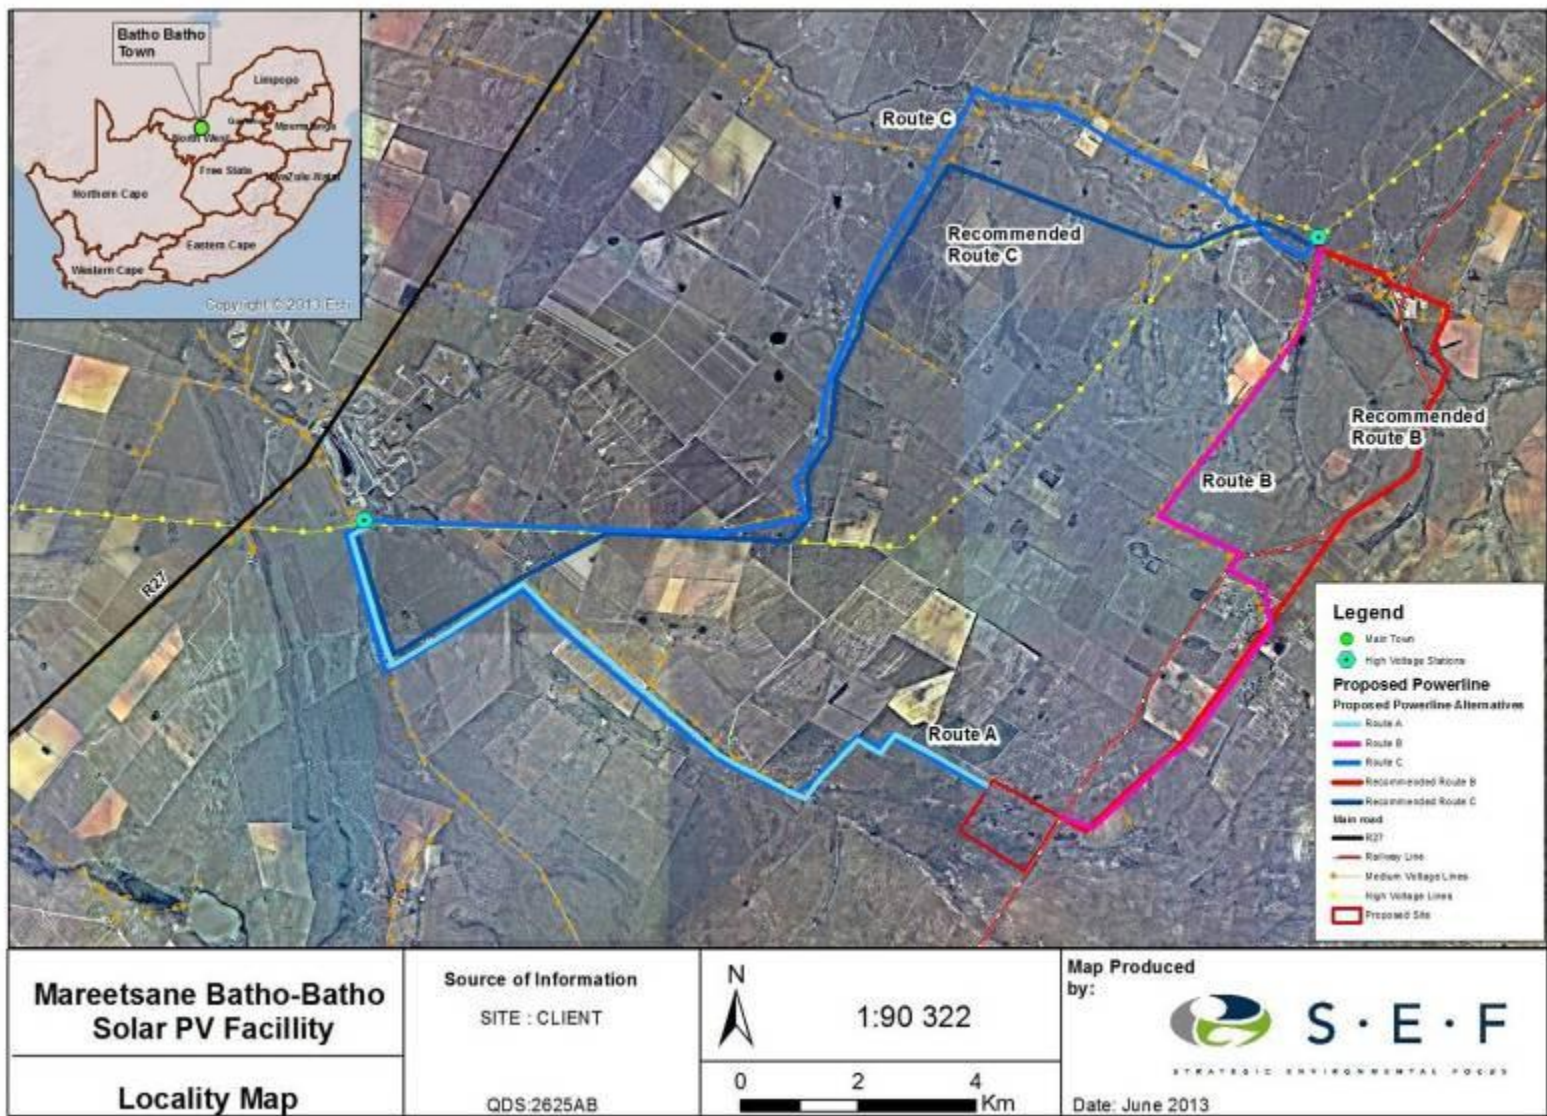 Batho Batho
Town
Limpopo
North West
Free State
Northern Cape
Eastern Cape
Western Cape
Copyright © 2013 Esri
Route C
Recommended
Route C
Recommended
Route B
Route B
R27
Route A
Legend
Main Town
High Voltage Stations
Proposed Powerline
Proposed Powerline Alternatives
Route A
Route B
Route C
Recommended Route B
Recommended Route C
Main road
R27
Railway Line
Medium Voltage Lines
High Voltage Lines
Proposed Site
Mareetsane Batho-Batho
Solar PV Facillity
Locality Map
Source of Information
SITE : CLIENT
QDS:2625AB
N
1:90 322
0 2 4
Km
Map Produced
by:
S·E·F
STRATEGIC ENVIRONMENTAL FOCUS
Date: June 2013